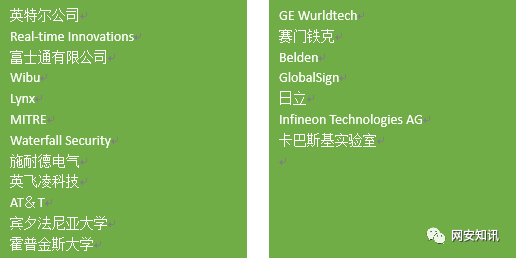 英特尔公司
Real-time Innovations
富士通有限公司
Wibu
Lynx
MITRE
Waterfall Security
施耐德电气
英飞凌科技
AT＆T
宾夕法尼亚大学
霍普金斯大学
GE Wurldtech
赛门铁克
Belden
GlobalSign
日立
Infineon Technologies AG
卡巴斯基实验室
网安知讯